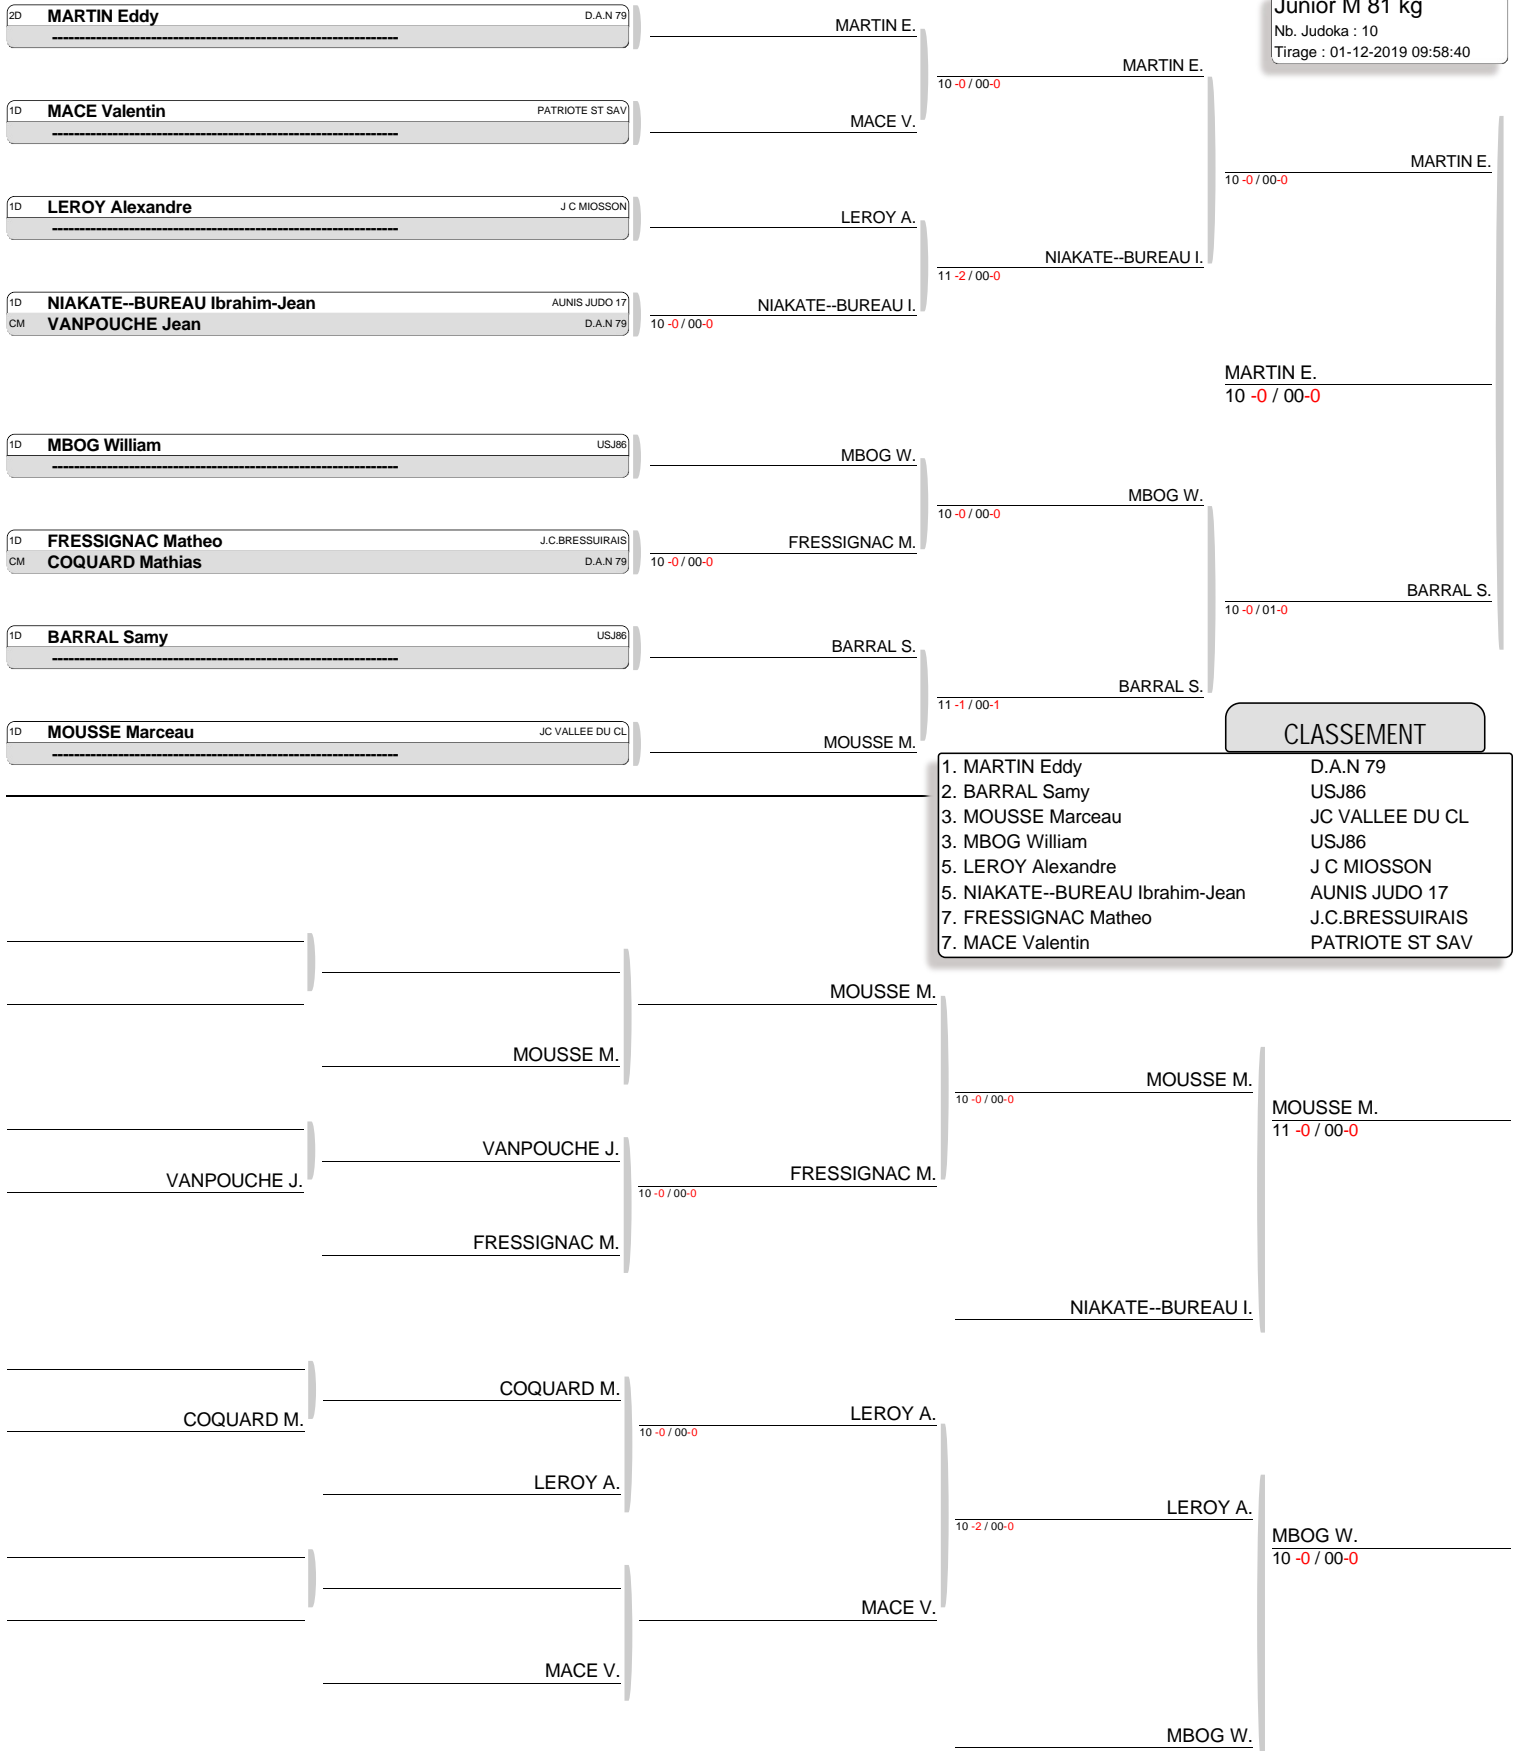 Junior M 81 kg
Nb. Judoka : 10
Tirage : 01-12-2019 09:58:40
2D MARTIN Eddy D.A.N 79
------------------------------------------------------------
1D MACE Valentin PATRIOTE ST SAV
------------------------------------------------------------
1D LEROY Alexandre J C MIOSSON
------------------------------------------------------------
1D NIAKATE--BUREAU Ibrahim-Jean AUNIS JUDO 17
CM VANPOUCHE Jean D.A.N 79
1D MBOG William USJ86
------------------------------------------------------------
1D FRESSIGNAC Matheo J.C.BRESSUIRAIS
CM COQUARD Mathias D.A.N 79
1D BARRAL Samy USJ86
------------------------------------------------------------
1D MOUSSE Marceau JC VALLEE DU CL
------------------------------------------------------------
MARTIN E.
MACE V.
LEROY A.
NIAKATE--BUREAU I.
10 -0 / 00-0
MBOG W.
FRESSIGNAC M.
10 -0 / 00-0
BARRAL S.
MOUSSE M.
MARTIN E.
10 -0 / 00-0
NIAKATE--BUREAU I.
11 -2 / 00-0
MBOG W.
10 -0 / 00-0
BARRAL S.
11 -1 / 00-1
MARTIN E.
10 -0 / 00-0
BARRAL S.
10 -0 / 01-0
MARTIN E.
10 -0 / 00-0
CLASSEMENT
1. MARTIN Eddy D.A.N 79
2. BARRAL Samy USJ86
3. MOUSSE Marceau JC VALLEE DU CL
3. MBOG William USJ86
5. LEROY Alexandre J C MIOSSON
5. NIAKATE--BUREAU Ibrahim-Jean AUNIS JUDO 17
7. FRESSIGNAC Matheo J.C.BRESSUIRAIS
7. MACE Valentin PATRIOTE ST SAV
VANPOUCHE J.
COQUARD M.
MOUSSE M.
VANPOUCHE J.
FRESSIGNAC M.
COQUARD M.
LEROY A.
MACE V.
MOUSSE M.
FRESSIGNAC M.
10 -0 / 00-0
LEROY A.
10 -0 / 00-0
MACE V.
MOUSSE M.
10 -0 / 00-0
NIAKATE--BUREAU I.
LEROY A.
10 -2 / 00-0
MBOG W.
MOUSSE M.
11 -0 / 00-0
MBOG W.
10 -0 / 00-0